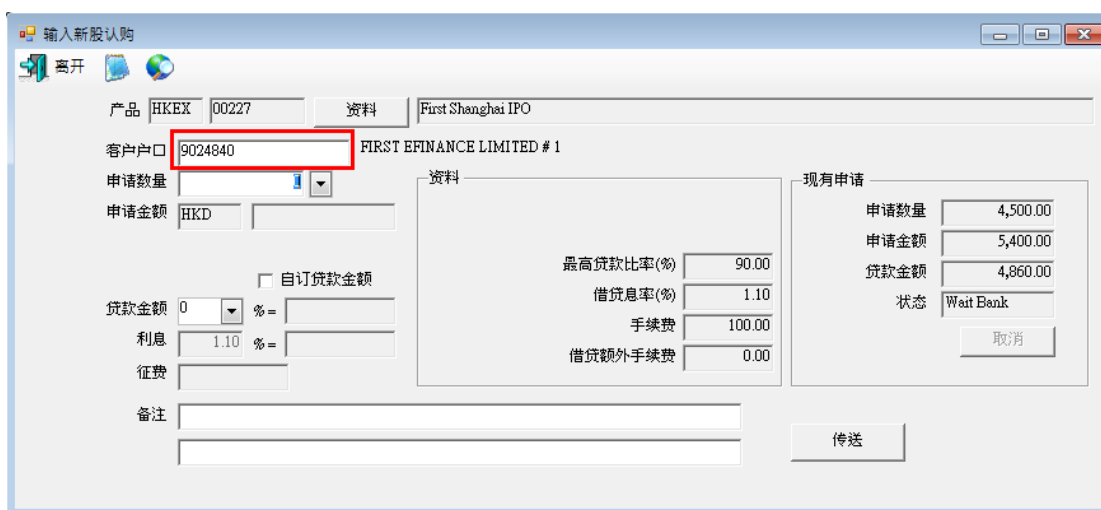 输入新股认购
离开
产品 HKEX 00227 资料 First Shanghai IPO
客户户口 9024840 FIRST EFINANCE LIMITED # 1
申请数量
申请金额 HKD
自订贷款金额
贷款金额 0 %=
利息 1.10 %=
征费
资料
最高贷款比率(%) 90.00
借贷息率(%) 1.10
手续费 100.00
借贷额外手续费 0.00
现有申请
申请数量 4,500.00
申请金额 5,400.00
贷款金额 4,860.00
状态 Wait Bank
取消
备注
传送